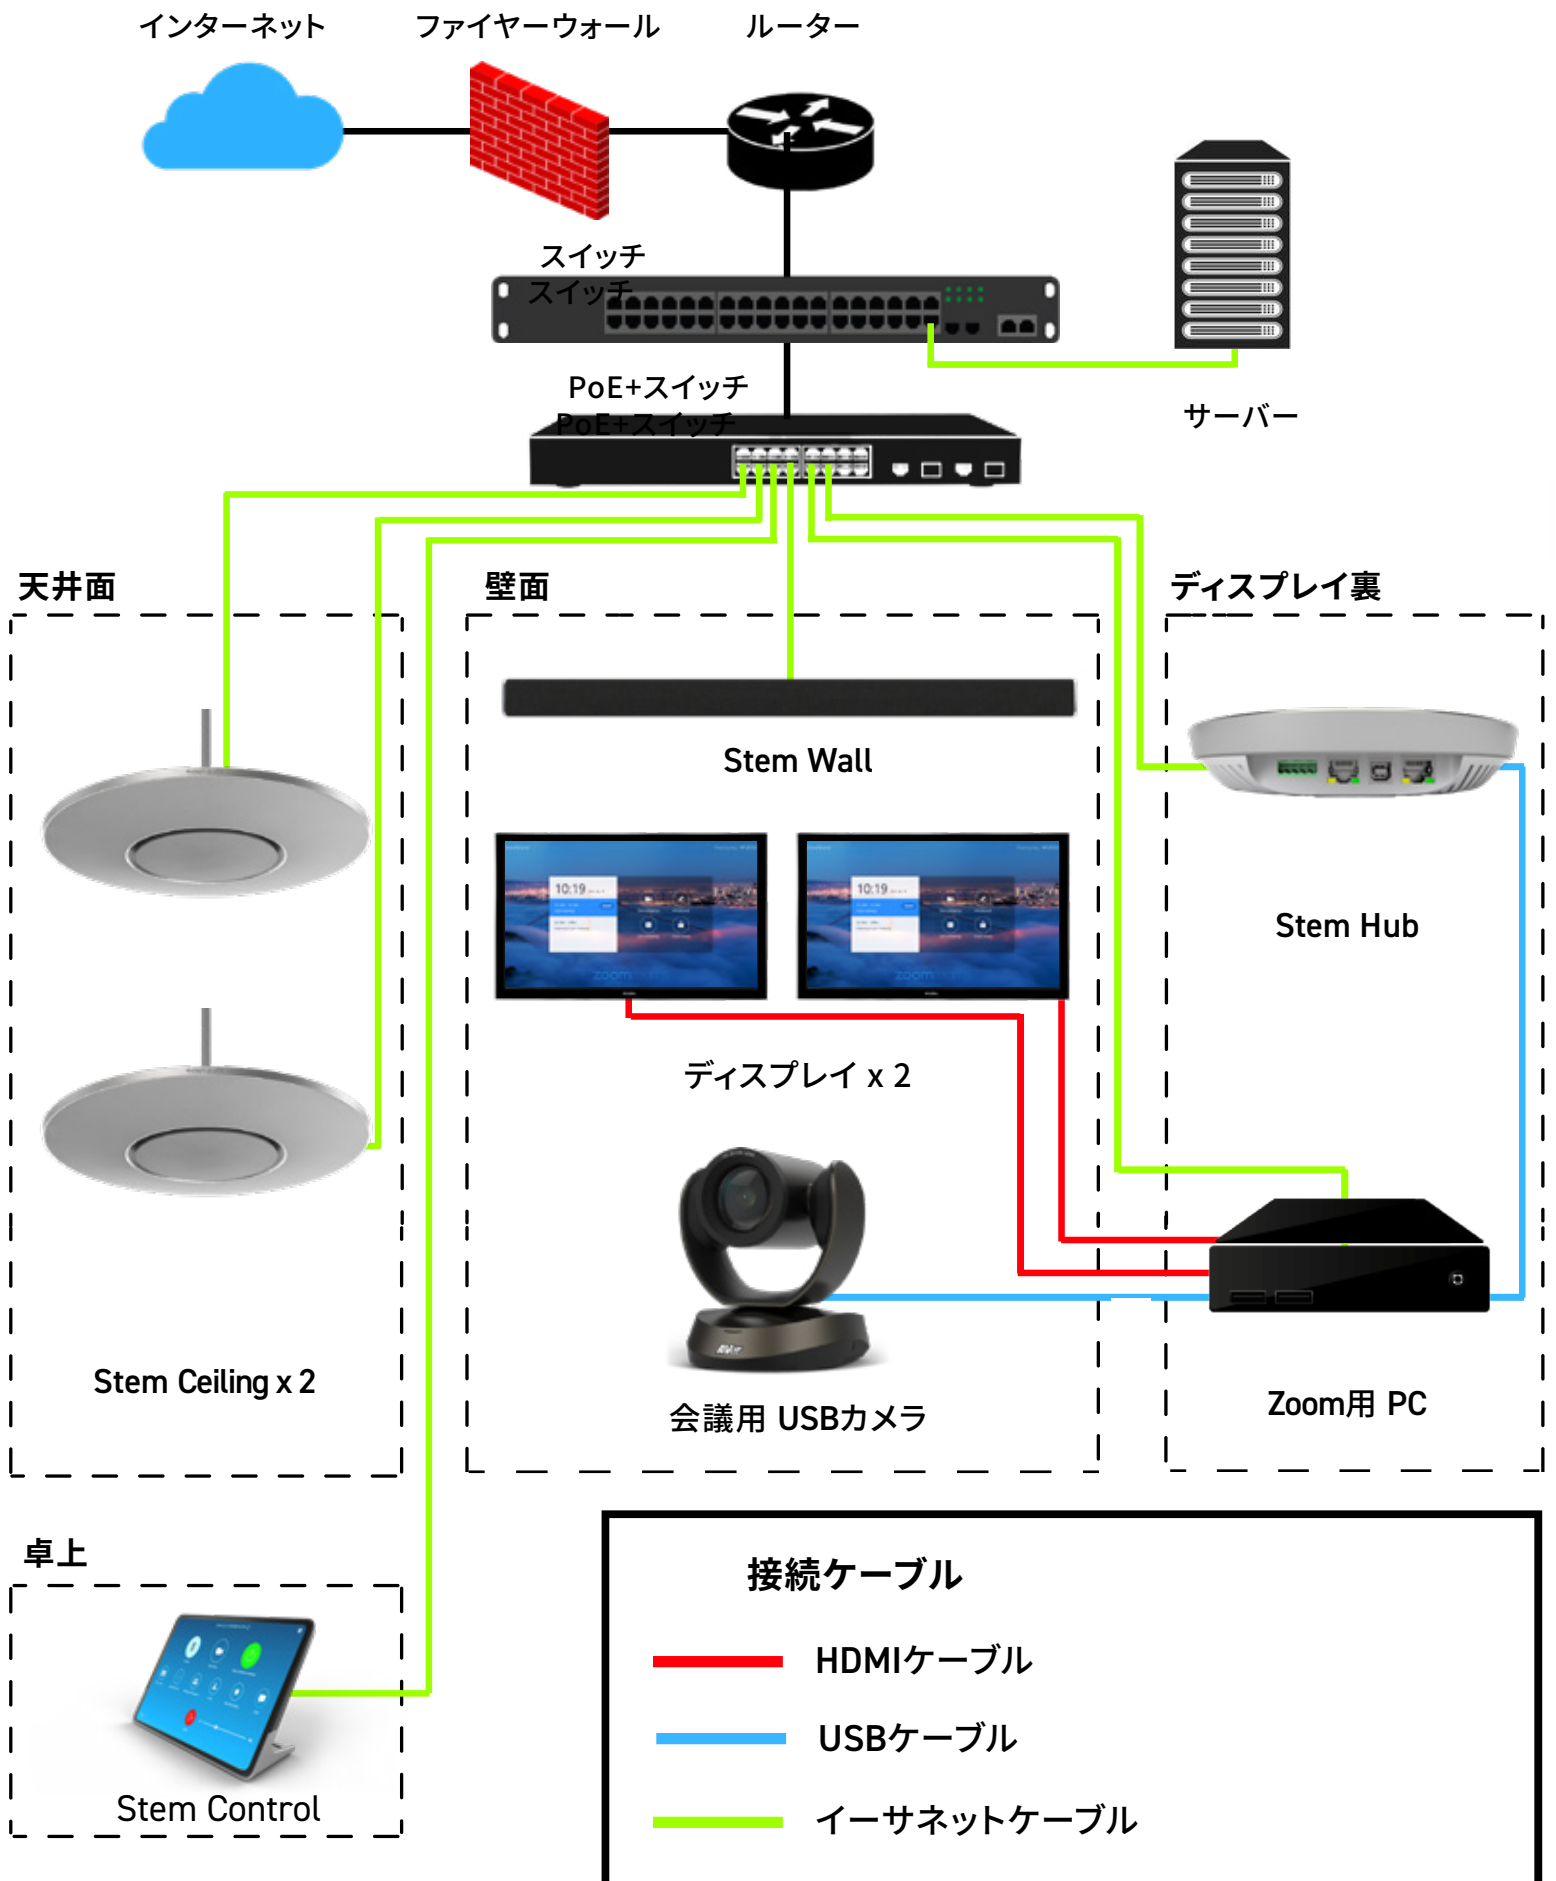 インターネット
ファイヤーウォール
ルーター
スイッチ
スイッチ
PoE+スイッチ
PoE+スイッチ
サーバー
天井面
壁面
ディスプレイ裏
Stem Wall
10:19
10:19
zoom
zoom
Stem Hub
ディスプレイ x 2
Stem Ceiling x 2
会議用 USBカメラ
Zoom用 PC
卓上
Stem Control
接続ケーブル
HDMIケーブル
USBケーブル
イーサネットケーブル